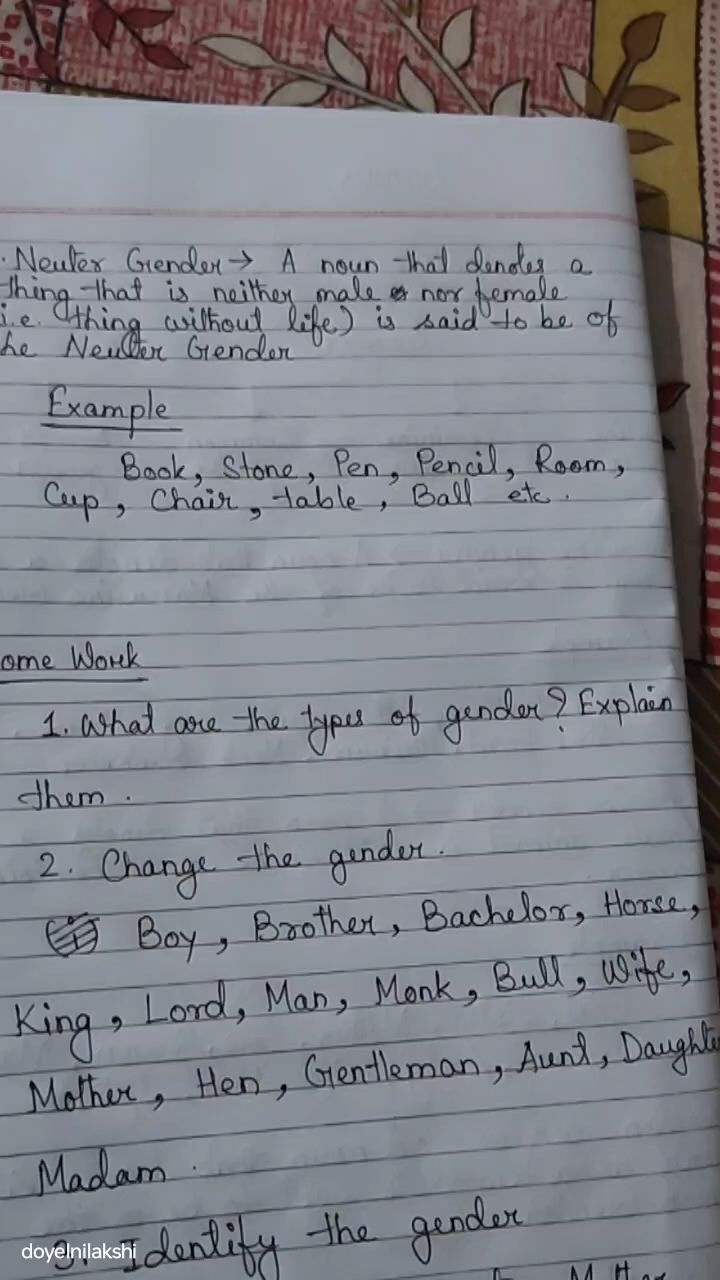 . Neuter Gender → A noun that denotes a
thing that is neither male nor female
i.e. thing without life) is said to be of
he Neuter Gender
Example
Book, Stone, Pen, Pencil, Room,
Cup, Chair, table, Ball etc.
ome Work
1. What are the types of gender? Explain
them.
2. Change the gender.
Boy, Brother, Bachelor, Horse,
King, Lord, Man, Monk, Bull, Wife,
Mother, Hen, Gentleman, Aunt, Daughte
Madam.
3. Identify the gender
doyelnilakshi